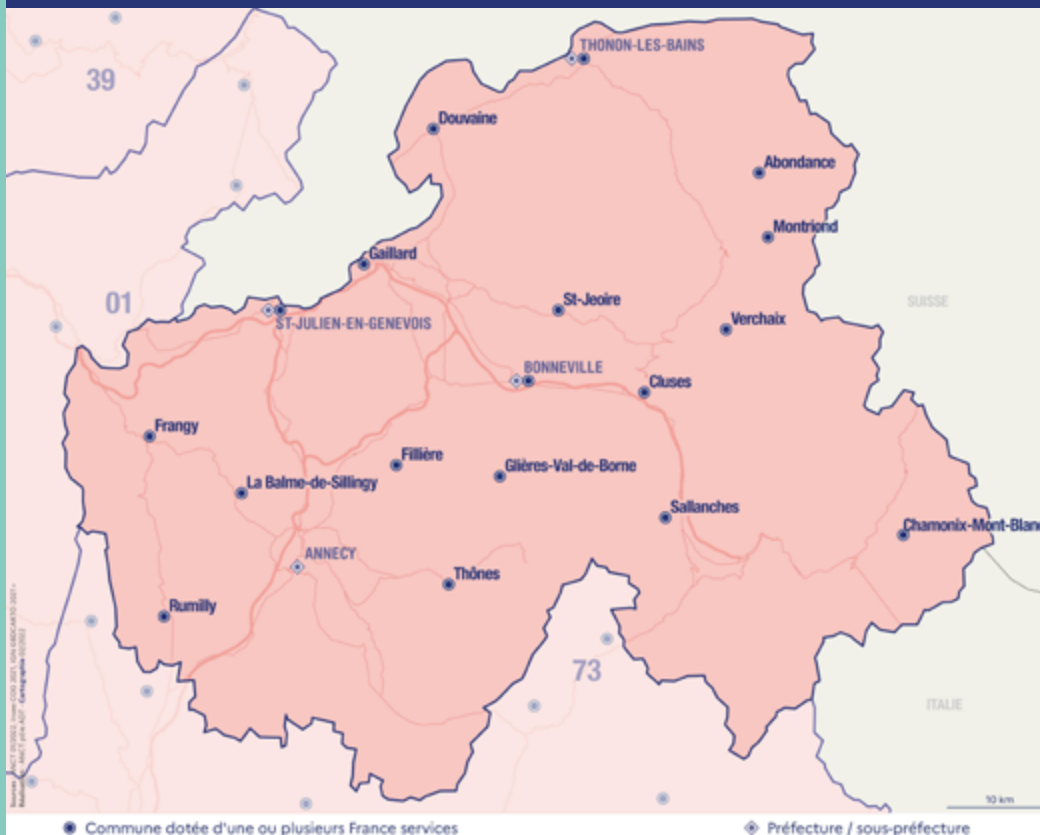 THONON-LES-BAINS
39
Douvaine
Abondance
Montriond
Gaillard
01
St-Jeoire
SUISSE
ST-JULIEN-EN-GENEVOIS
Verchaix
BONNEVILLE
Cluses
Frangy
Fillière
Glières-Val-de-Borne
La Balme-de-Sillingy
Sallanches
Chamonix-Mont-Blanc
ANNECY
Thônes
Rumilly
73
ITALIE
10 km
Commune dotée d'une ou plusieurs France services
Préfecture / sous-préfecture